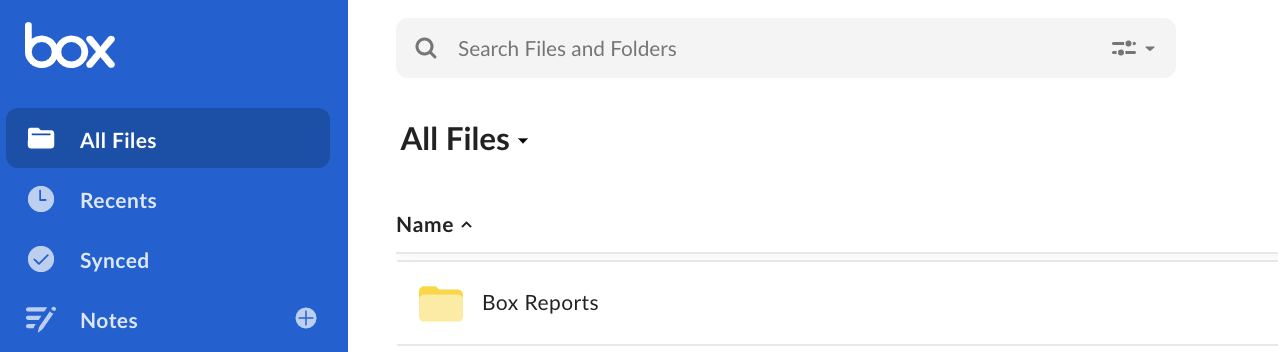 box
All Files
Recents
Synced
Notes
Search Files and Folders
All Files
Name
Box Reports